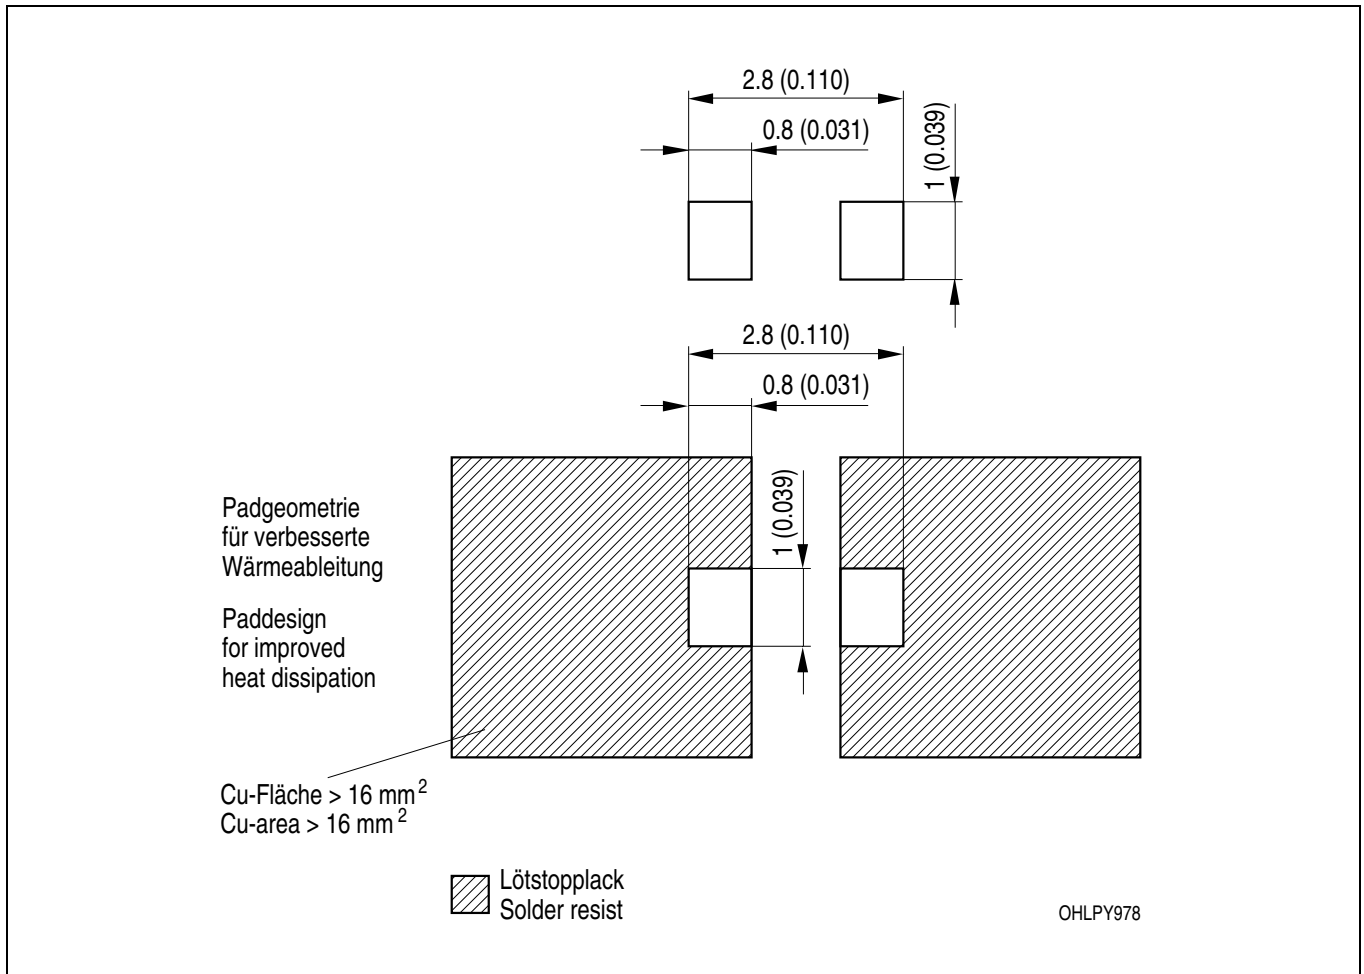 2.8 (0.110)
0.8 (0.031)
1 (0.039)
2.8 (0.110)
0.8 (0.031)
1 (0.039)
Padgeometrie
für verbesserte
Wärmeableitung
Paddesign
for improved
heat dissipation
Cu-Fläche > 16 mm²
Cu-area > 16 mm²
Lötstopplack
Solder resist
OHLPY978